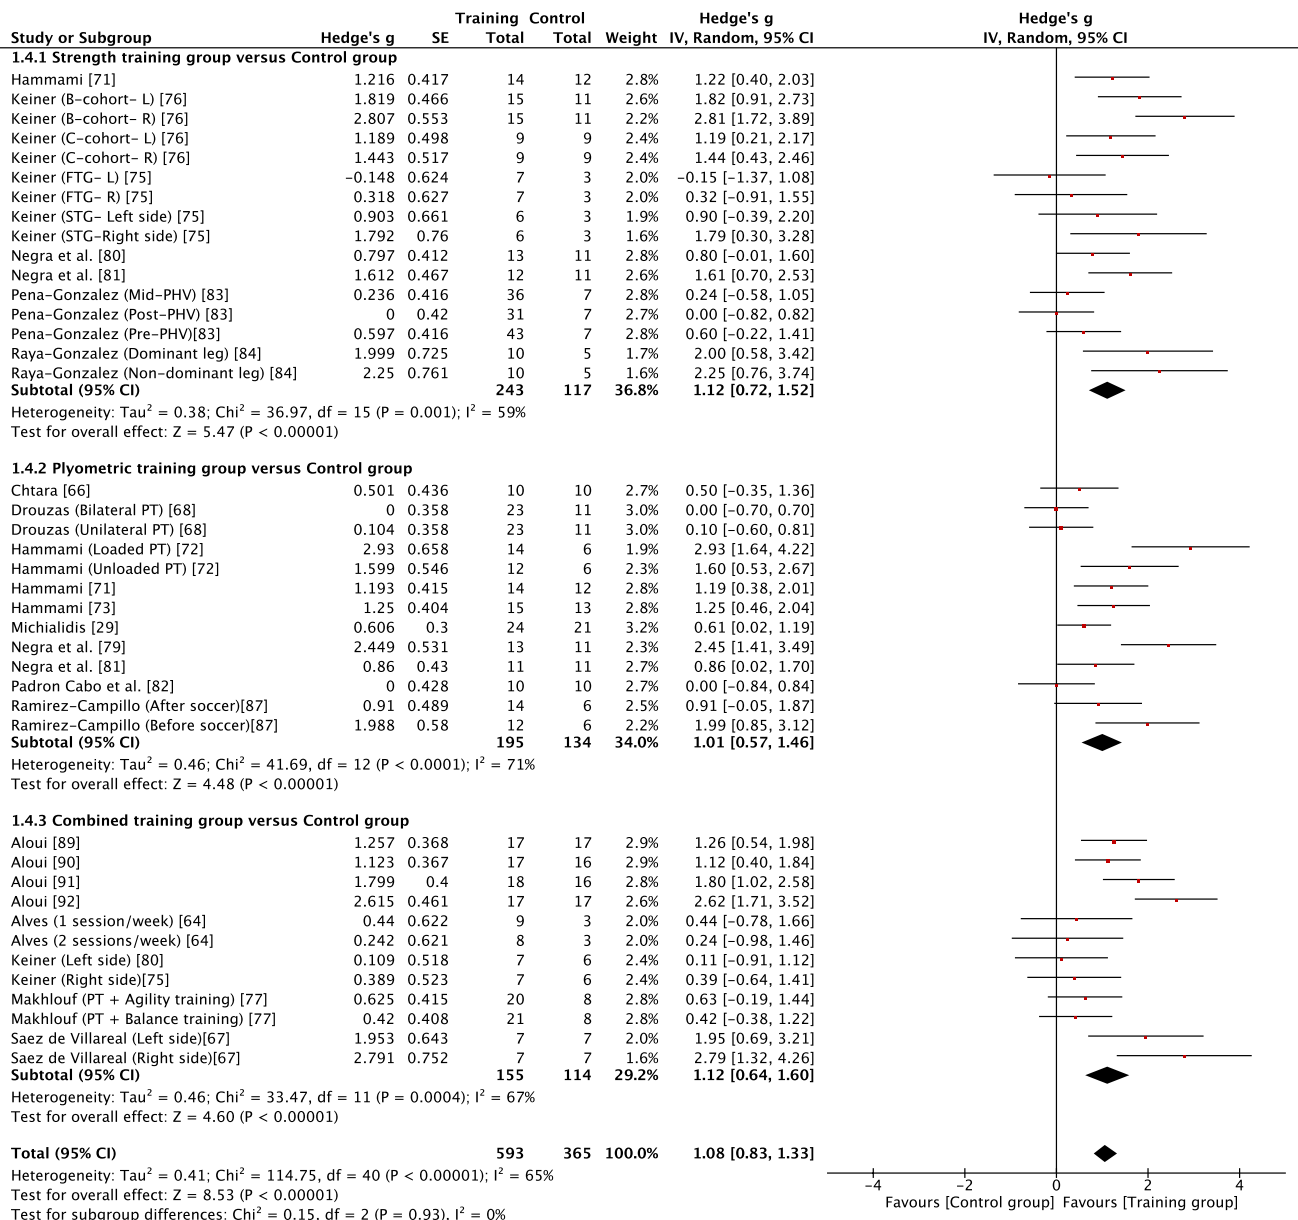 Training Control Hedge's g Hedge's g
Study or Subgroup Hedge's g SE Total Total Weight IV, Random, 95% CI IV, Random, 95% CI
1.4.1 Strength training group versus Control group
Hammami [71] 1.216 0.417 14 12 2.8% 1.22 [0.40, 2.03]
Keiner (B-cohort- L) [76] 1.819 0.466 15 11 2.6% 1.82 [0.91, 2.73]
Keiner (B-cohort- R) [76] 2.807 0.553 15 11 2.2% 2.81 [1.72, 3.89]
Keiner (C-cohort- L) [76] 1.189 0.498 9 9 2.4% 1.19 [0.21, 2.17]
Keiner (C-cohort- R) [76] 1.443 0.517 9 9 2.4% 1.44 [0.43, 2.46]
Keiner (FTG- L) [75] -0.148 0.624 7 3 2.0% -0.15 [-1.37, 1.08]
Keiner (FTG- R) [75] 0.318 0.627 7 3 2.0% 0.32 [-0.91, 1.55]
Keiner (STG- Left side) [75] 0.903 0.661 6 3 1.9% 0.90 [-0.39, 2.20]
Keiner (STG-Right side) [75] 1.792 0.76 6 3 1.6% 1.79 [0.30, 3.28]
Negra et al. [80] 0.797 0.412 13 11 2.8% 0.80 [-0.01, 1.60]
Negra et al. [81] 1.612 0.467 12 11 2.6% 1.61 [0.70, 2.53]
Pena-Gonzalez (Mid-PHV) [83] 0.236 0.416 36 7 2.8% 0.24 [-0.58, 1.05]
Pena-Gonzalez (Post-PHV) [83] 0 0.42 31 7 2.7% 0.00 [-0.82, 0.82]
Pena-Gonzalez (Pre-PHV)[83] 0.597 0.416 43 7 2.8% 0.60 [-0.22, 1.41]
Raya-Gonzalez (Dominant leg) [84] 1.999 0.725 10 5 1.7% 2.00 [0.58, 3.42]
Raya-Gonzalez (Non-dominant leg) [84] 2.25 0.761 10 5 1.6% 2.25 [0.76, 3.74]
Subtotal (95% CI) 243 117 36.8% 1.12 [0.72, 1.52]
Heterogeneity: Tau² = 0.38; Chi² = 36.97, df = 15 (P = 0.001); I² = 59%
Test for overall effect: Z = 5.47 (P < 0.00001)
1.4.2 Plyometric training group versus Control group
Chtara [66] 0.501 0.436 10 10 2.7% 0.50 [-0.35, 1.36]
Drouzas (Bilateral PT) [68] 0 0.358 23 11 3.0% 0.00 [-0.70, 0.70]
Drouzas (Unilateral PT) [68] 0.104 0.358 23 11 3.0% 0.10 [-0.60, 0.81]
Hammami (Loaded PT) [72] 2.93 0.658 14 6 1.9% 2.93 [1.64, 4.22]
Hammami (Unloaded PT) [72] 1.599 0.546 12 6 2.3% 1.60 [0.53, 2.67]
Hammami [71] 1.193 0.415 14 12 2.8% 1.19 [0.38, 2.01]
Hammami [73] 1.25 0.404 15 13 2.8% 1.25 [0.46, 2.04]
Michialidis [29] 0.606 0.3 24 21 3.2% 0.61 [0.02, 1.19]
Negra et al. [79] 2.449 0.531 13 11 2.3% 2.45 [1.41, 3.49]
Negra et al. [81] 0.86 0.43 11 11 2.7% 0.86 [0.02, 1.70]
Padron Cabo et al. [82] 0 0.428 10 10 2.7% 0.00 [-0.84, 0.84]
Ramirez-Campillo (After soccer)[87] 0.91 0.489 14 6 2.5% 0.91 [-0.05, 1.87]
Ramirez-Campillo (Before soccer)[87] 1.988 0.58 12 6 2.2% 1.99 [0.85, 3.12]
Subtotal (95% CI) 195 134 34.0% 1.01 [0.57, 1.46]
Heterogeneity: Tau² = 0.46; Chi² = 41.69, df = 12 (P < 0.0001); I² = 71%
Test for overall effect: Z = 4.48 (P < 0.00001)
1.4.3 Combined training group versus Control group
Aloui [89] 1.257 0.368 17 17 2.9% 1.26 [0.54, 1.98]
Aloui [90] 1.123 0.367 17 16 2.9% 1.12 [0.40, 1.84]
Aloui [91] 1.799 0.4 18 16 2.8% 1.80 [1.02, 2.58]
Aloui [92] 2.615 0.461 17 17 2.6% 2.62 [1.71, 3.52]
Alves (1 session/week) [64] 0.44 0.622 9 3 2.0% 0.44 [-0.78, 1.66]
Alves (2 sessions/week) [64] 0.242 0.621 8 3 2.0% 0.24 [-0.98, 1.46]
Keiner (Left side) [80] 0.109 0.518 7 6 2.4% 0.11 [-0.91, 1.12]
Keiner (Right side)[75] 0.389 0.523 7 6 2.4% 0.39 [-0.64, 1.41]
Makhlouf (PT + Agility training) [77] 0.625 0.415 20 8 2.8% 0.63 [-0.19, 1.44]
Makhlouf (PT + Balance training) [77] 0.42 0.408 21 8 2.8% 0.42 [-0.38, 1.22]
Saez de Villareal (Left side)[67] 1.953 0.643 7 7 2.0% 1.95 [0.69, 3.21]
Saez de Villareal (Right side)[67] 2.791 0.752 7 7 1.6% 2.79 [1.32, 4.26]
Subtotal (95% CI) 155 114 29.2% 1.12 [0.64, 1.60]
Heterogeneity: Tau² = 0.46; Chi² = 33.47, df = 11 (P = 0.0004); I² = 67%
Test for overall effect: Z = 4.60 (P < 0.00001)
Total (95% CI) 593 365 100.0% 1.08 [0.83, 1.33]
Heterogeneity: Tau² = 0.41; Chi² = 114.75, df = 40 (P < 0.00001); I² = 65%
Test for overall effect: Z = 8.53 (P < 0.00001)
Test for subgroup differences: Chi² = 0.15, df = 2 (P = 0.93), I² = 0%
-4 -2 0 2 4
Favours [Control group] Favours [Training group]